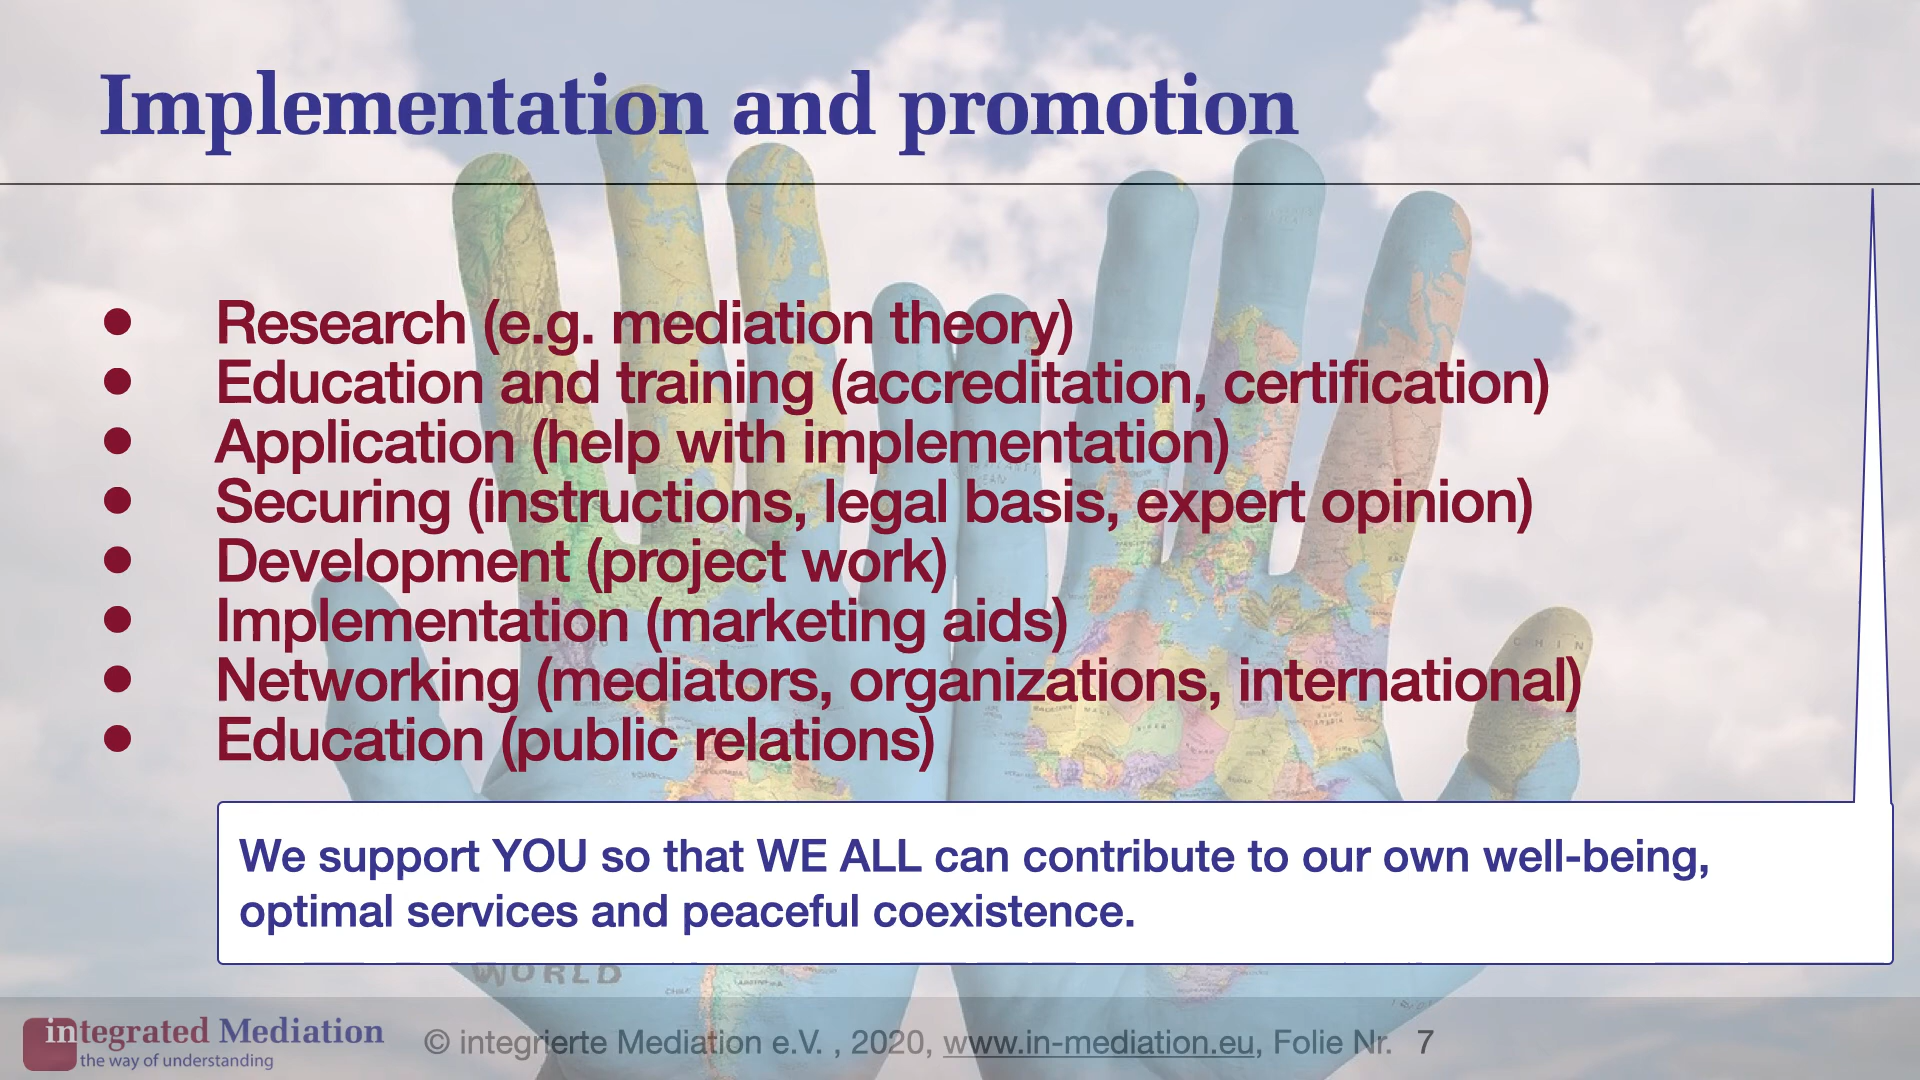 Implementation and promotion
● Research (e.g. mediation theory)
● Education and training (accreditation, certification)
● Application (help with implementation)
● Securing (instructions, legal basis, expert opinion)
● Development (project work)
● Implementation (marketing aids)
● Networking (mediators, organizations, international)
● Education (public relations)
We support YOU so that WE ALL can contribute to our own well-being,
optimal services and peaceful coexistence.
WORLD
integrated Mediation
the way of understanding
© integrierte Mediation e.V. , 2020, www.in-mediation.eu, Folie Nr. 7